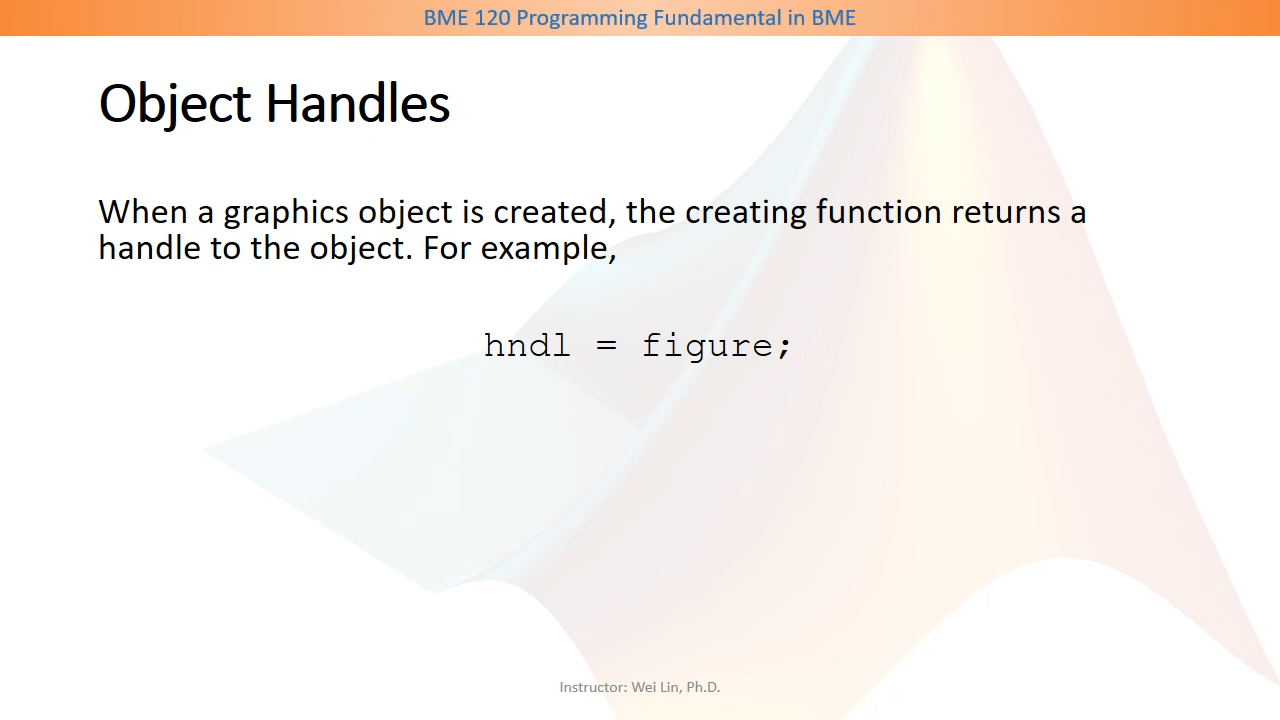 BME 120 Programming Fundamental in BME
Object Handles
When a graphics object is created, the creating function returns a
handle to the object. For example,
hndl = figure;
Instructor: Wei Lin, Ph.D.